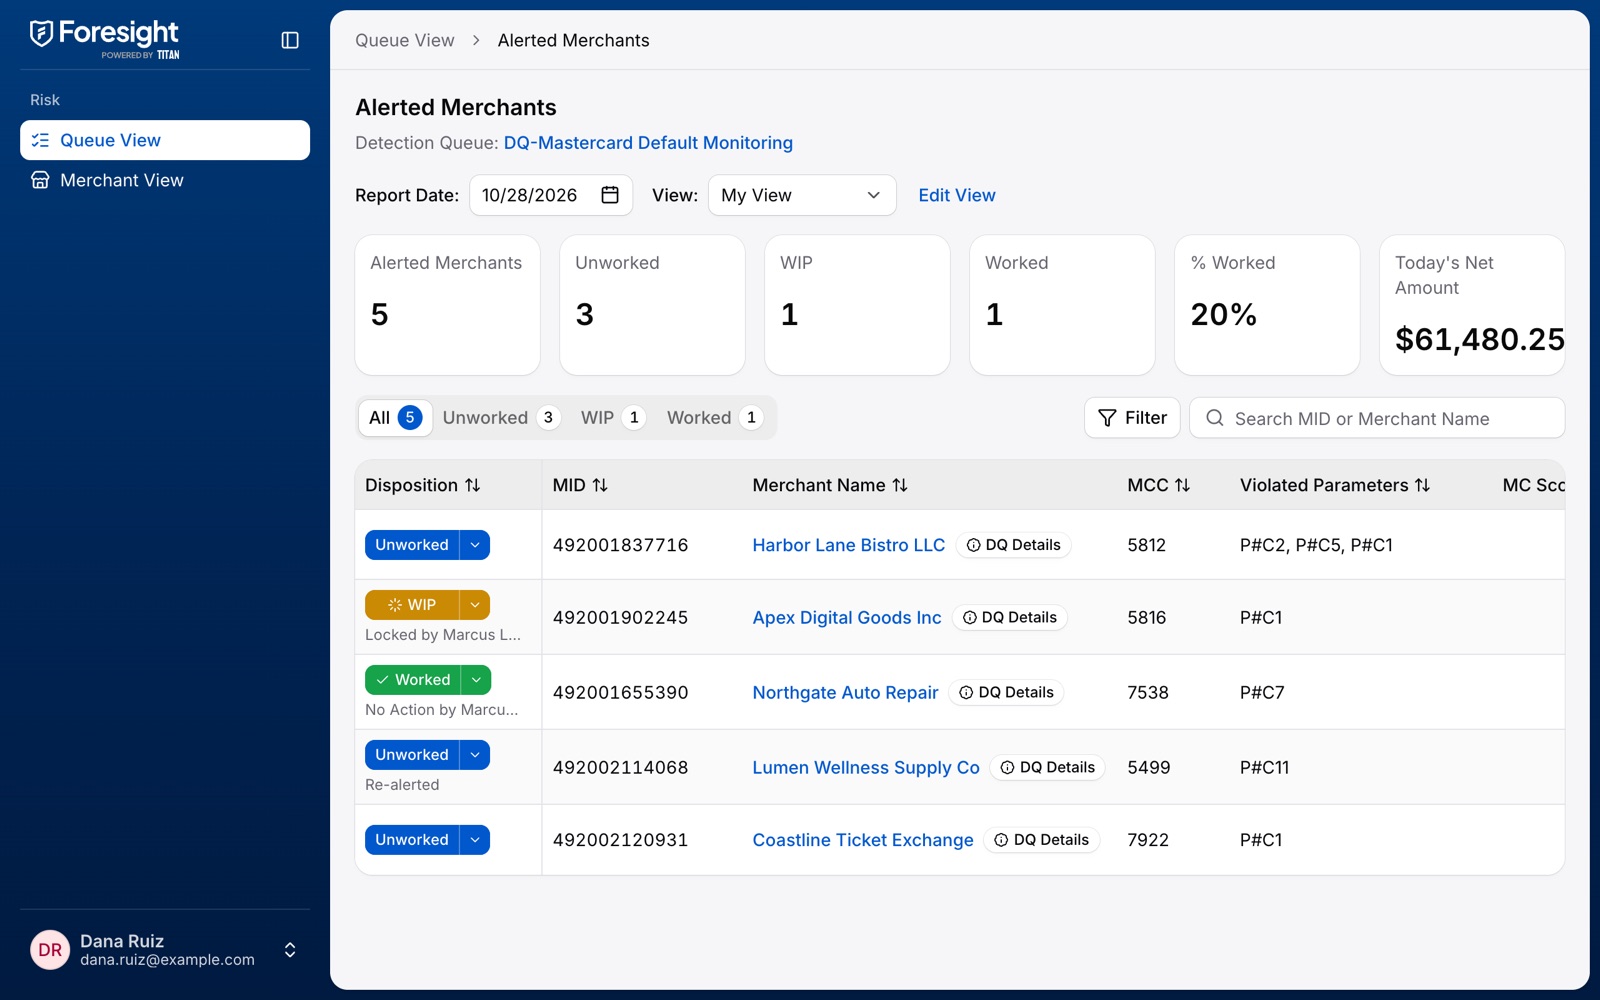 Foresight
POWERED BY TITAN
Risk
Queue View
Merchant View
Queue View > Alerted Merchants
Alerted Merchants
Detection Queue: DQ-Mastercard Default Monitoring
Report Date: 10/28/2026 View: My View Edit View
Alerted Merchants
5
Unworked
3
WIP
1
Worked
1
% Worked
20%
Today's Net
Amount
$61,480.25
All 5 Unworked 3 WIP 1 Worked 1 Filter Search MID or Merchant Name
Disposition MID Merchant Name MCC Violated Parameters MC Sco
Unworked 492001837716 Harbor Lane Bistro LLC DQ Details 5812 P#C2, P#C5, P#C1
WIP
Locked by Marcus L... 492001902245 Apex Digital Goods Inc DQ Details 5816 P#C1
Worked
No Action by Marcu... 492001655390 Northgate Auto Repair DQ Details 7538 P#C7
Unworked
Re-alerted 492002114068 Lumen Wellness Supply Co DQ Details 5499 P#C11
Unworked 492002120931 Coastline Ticket Exchange DQ Details 7922 P#C1
DR Dana Ruiz
dana.ruiz@example.com